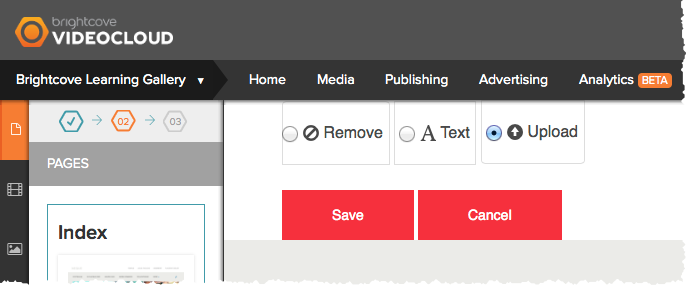 brightcove
VIDEOCLOUD
Brightcove Learning Gallery ▼ Home Media Publishing Advertising Analytics BETA
02 03
Remove A Text Upload
PAGES
Save Cancel
Index